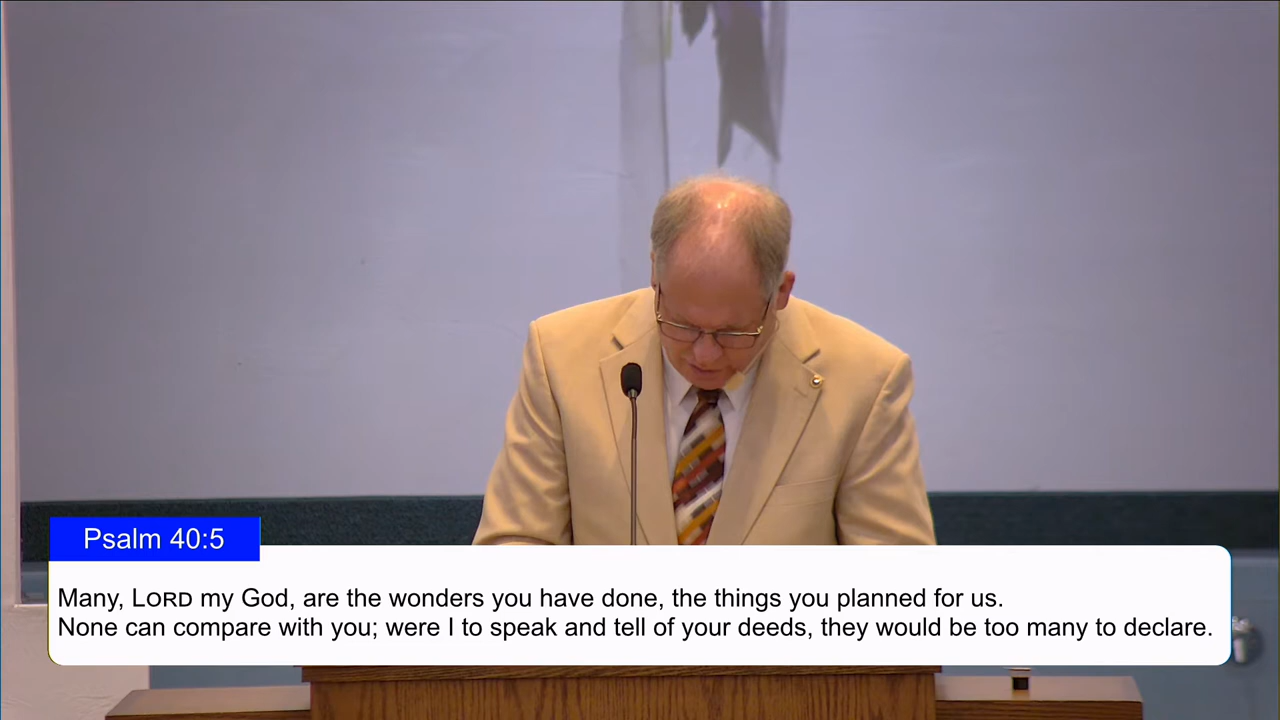 Psalm 40:5
Many, LORD my God, are the wonders you have done, the things you planned for us.
None can compare with you; were I to speak and tell of your deeds, they would be too many to declare.